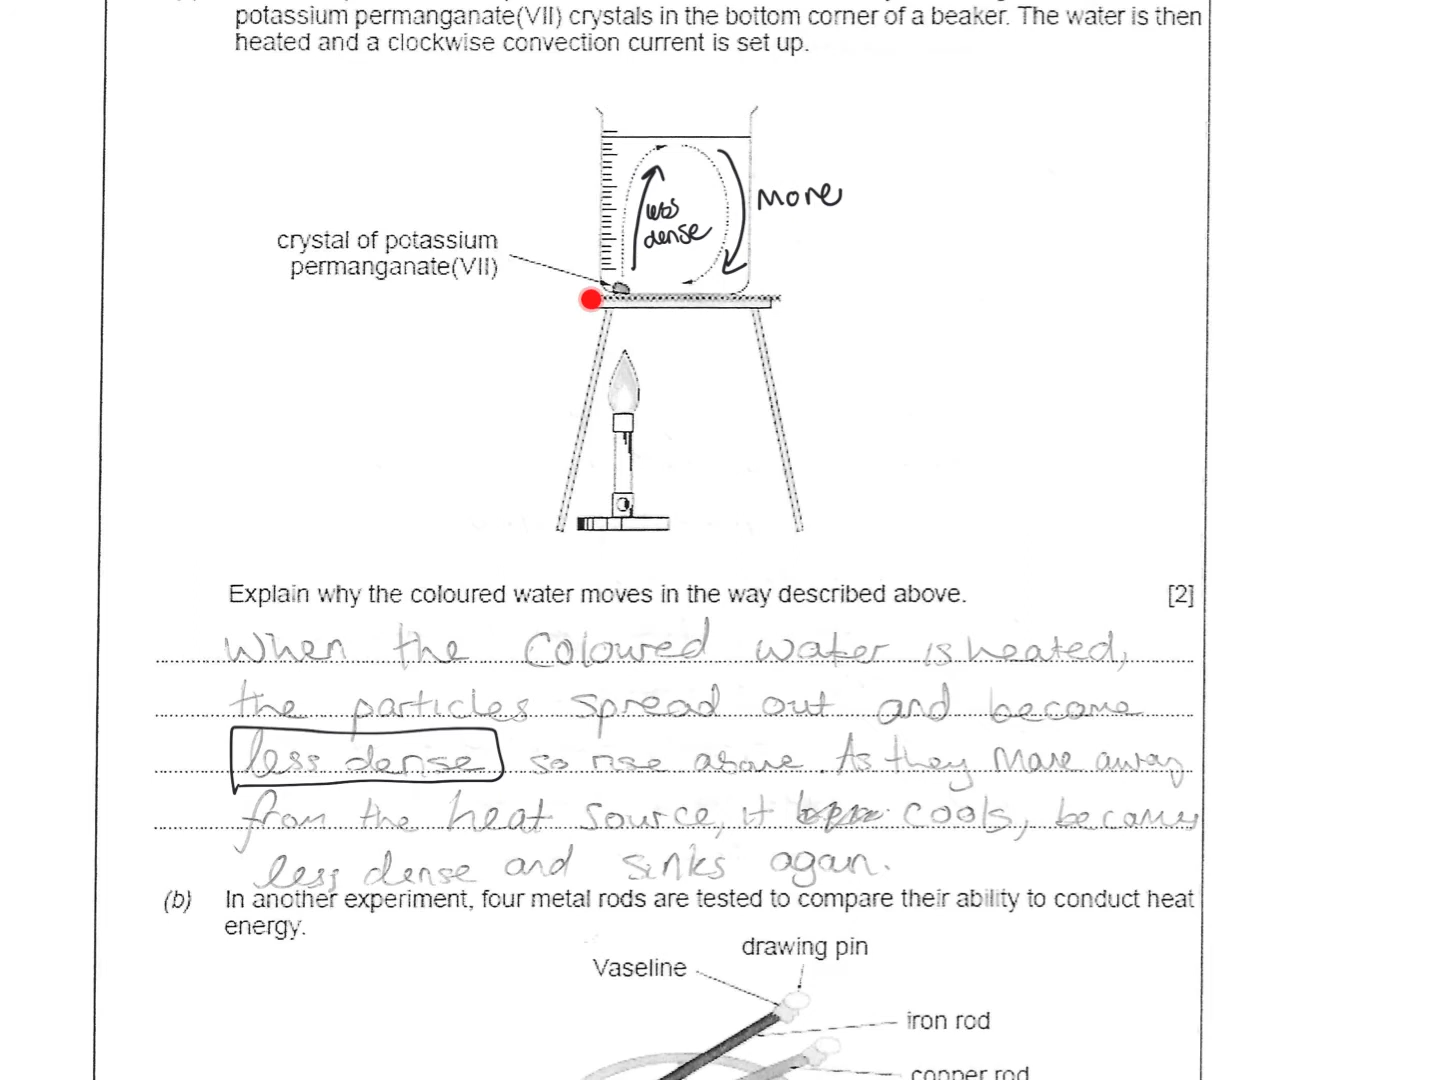 potassium permanganate(VII) crystals in the bottom corner of a beaker. The water is then
heated and a clockwise convection current is set up.
less
dense
More
crystal of potassium
permanganate(VII)
Explain why the coloured water moves in the way described above. [2]
When the coloured water is heated,
the particles spread out and become
less dense so rise above. As they move away
from the heat source, it cools, becomes
less dense and sinks again.
(b) In another experiment, four metal rods are tested to compare their ability to conduct heat
energy.
drawing pin
Vaseline
iron rod
copper rod